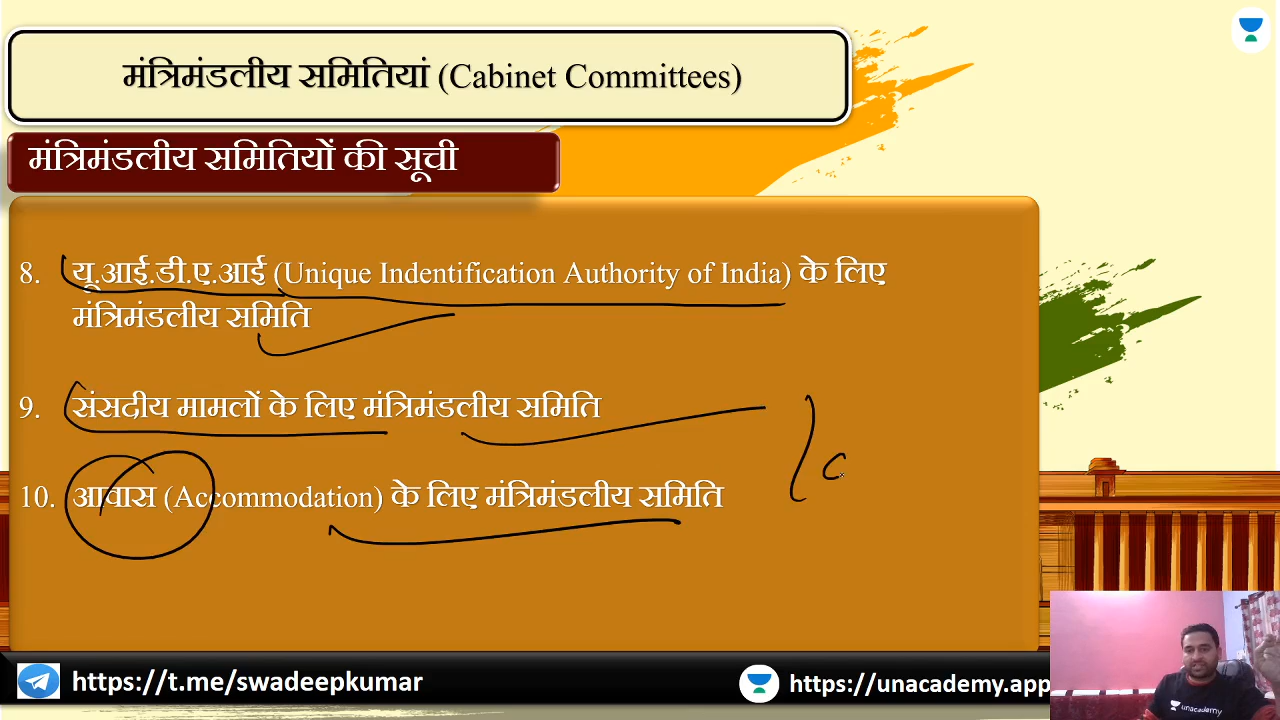 मंत्रिमंडलीय समितियां (Cabinet Committees)
मंत्रिमंडलीय समितियों की सूची
8. यू.आई.डी.ए.आई (Unique Indentification Authority of India) के लिए
मंत्रिमंडलीय समिति
9. संसदीय मामलों के लिए मंत्रिमंडलीय समिति
10. आवास (Accommodation) के लिए मंत्रिमंडलीय समिति
https://t.me/swadeepkumar
https://unacademy.app
unacademy